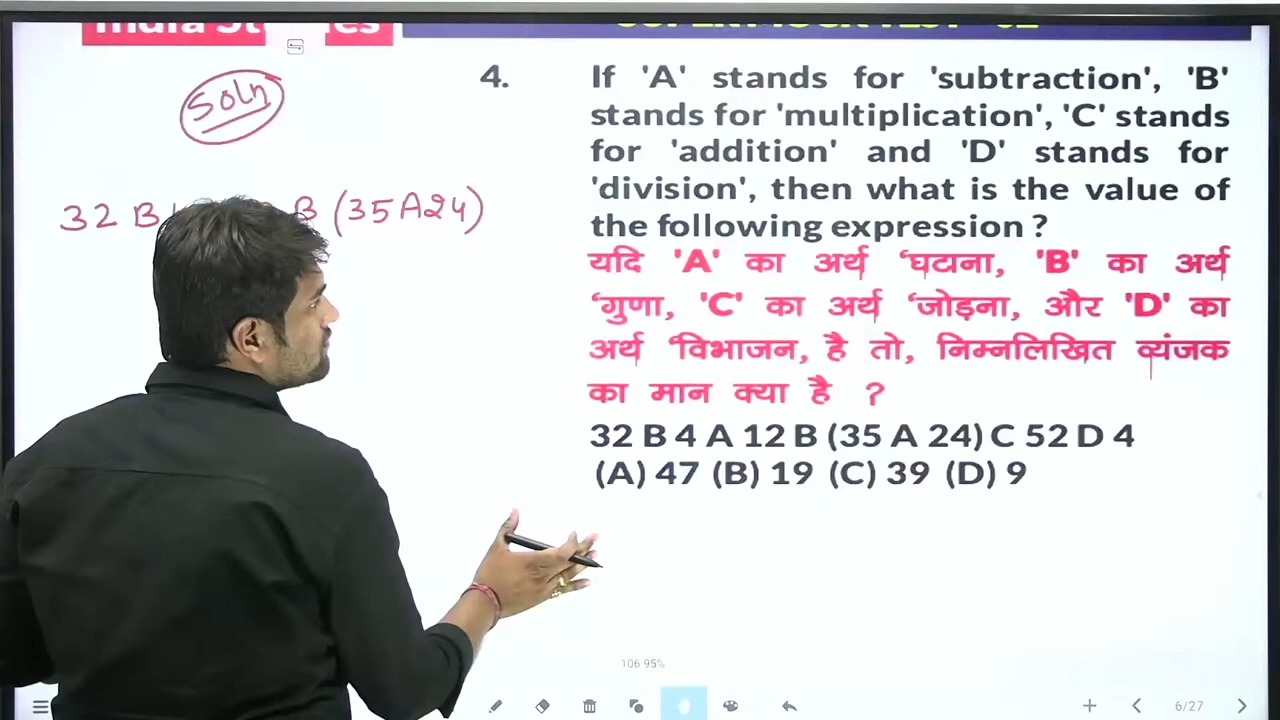 Soln
32 B B (35 A 24)
4. If 'A' stands for 'subtraction', 'B'
stands for 'multiplication', 'C' stands
for 'addition' and 'D' stands for
'division', then what is the value of
the following expression ?
यदि 'A' का अर्थ 'घटाना, 'B' का अर्थ
'गुणा, 'C' का अर्थ 'जोड़ना, और 'D' का
अर्थ 'विभाजन, है तो, निम्नलिखित व्यंजक
का मान क्या है ?
32 B 4 A 12 B (35 A 24) C 52 D 4
(A) 47 (B) 19 (C) 39 (D) 9
106.95%
6/27